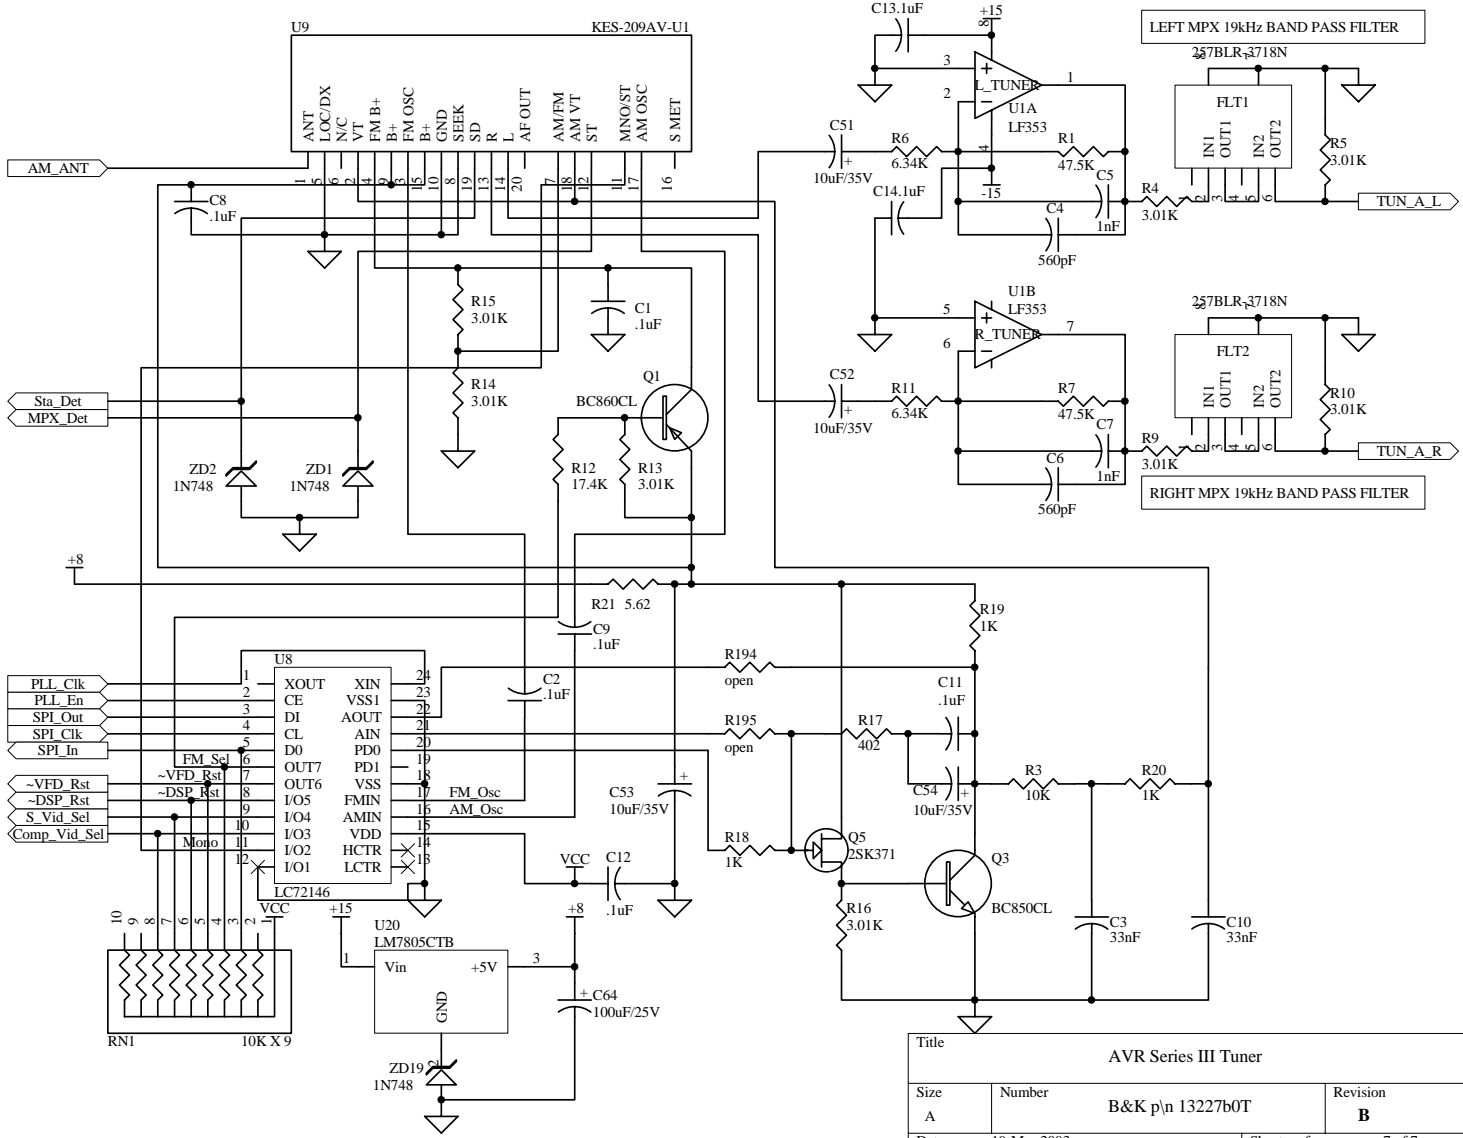 U9
KES-209AV-U1
ANT
LOC/DX
N/C
VT
FM B+
B+
FM OSC
B+
GND
SEEK
SD
R
L
AF OUT
AM/FM
AM VT
ST
MNO/ST
AM OSC
S MET
1
5
6
2
4
9
3
15
10
8
19
13
14
20
7
18
12
11
17
16
AM_ANT
C8
.1uF
C13 .1uF
+15
8
3
2
1
L_TUNER
U1A
LF353
4
-15
C14 .1uF
C51
10uF/35V
+
R6
6.34K
R1
47.5K
C5
1nF
C4
560pF
R4
3.01K
LEFT MPX 19kHz BAND PASS FILTER
257BLR-3718N
8
7
FLT1
IN1
OUT1
IN2
OUT2
1
2
3
4
5
6
R5
3.01K
TUN_A_L
R15
3.01K
C1
.1uF
R14
3.01K
Q1
BC860CL
5
6
7
U1B
LF353
R_TUNER
C52
10uF/35V
+
R11
6.34K
R7
47.5K
C7
1nF
C6
560pF
R9
3.01K
257BLR-3718N
8
7
FLT2
IN1
OUT1
IN2
OUT2
1
2
3
4
5
6
R10
3.01K
TUN_A_R
RIGHT MPX 19kHz BAND PASS FILTER
Sta_Det
MPX_Det
ZD2
1N748
ZD1
1N748
R12
17.4K
R13
3.01K
+8
R21 5.62
C9
.1uF
C2
.1uF
R19
1K
R194
open
R195
open
R17
402
C11
.1uF
C54
10uF/35V
+
R3
10K
R20
1K
C53
10uF/35V
+
R18
1K
Q5
2SK371
Q3
BC850CL
R16
3.01K
C3
33nF
C10
33nF
PLL_Clk
PLL_En
SPI_Out
SPI_Clk
SPI_In
~VFD_Rst
~DSP_Rst
S_Vid_Sel
Comp_Vid_Sel
FM_Sel
~VFD_Rst
~DSP_Rst
Mono
U8
LC72146
1 XOUT XIN 24
2 CE VSS1 23
3 DI AOUT 22
4 CL AIN 21
5 D0 PD0 20
6 OUT7 PD1 19
7 OUT6 VSS 18
8 I/O5 FMIN 17
9 I/O4 AMIN 16
10 I/O3 VDD 15
11 I/O2 HCTR 14
12 I/O1 LCTR 13
FM_Osc
AM_Osc
VCC
C12
.1uF
VCC
10
9
8
7
6
5
4
3
2
1
RN1
10K X 9
+15
U20
LM7805CTB
1
Vin
+5V
3
GND
2
+8
+
C64
100uF/25V
ZD19
1N748
Title
AVR Series III Tuner
Size
A
Number
B&K p\n 13227b0T
Revision
B